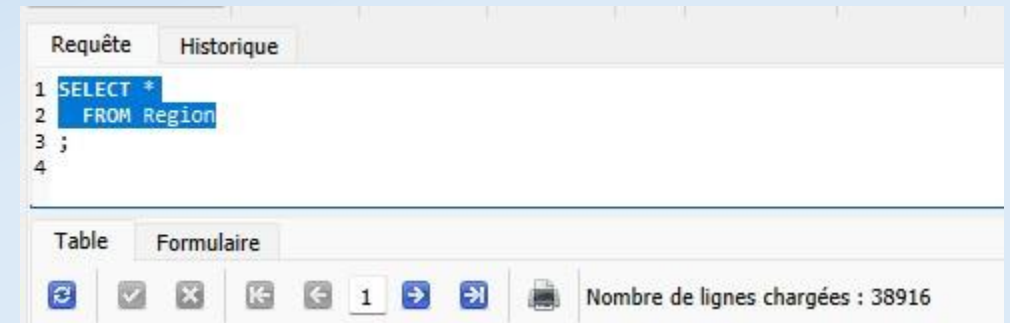 Requête Historique
1 SELECT *
2 FROM Region
3 ;
4
Table Formulaire
1 Nombre de lignes chargées : 38916